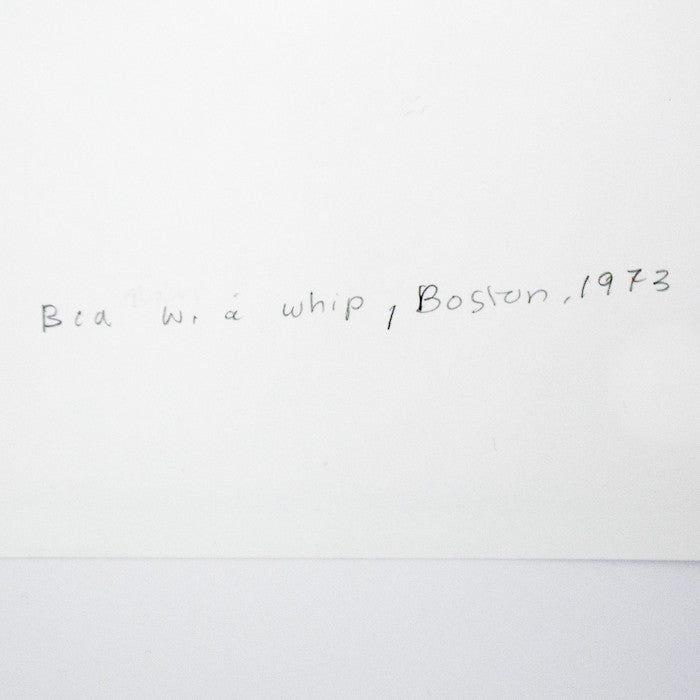 Bea w. a whip, Boston, 1973